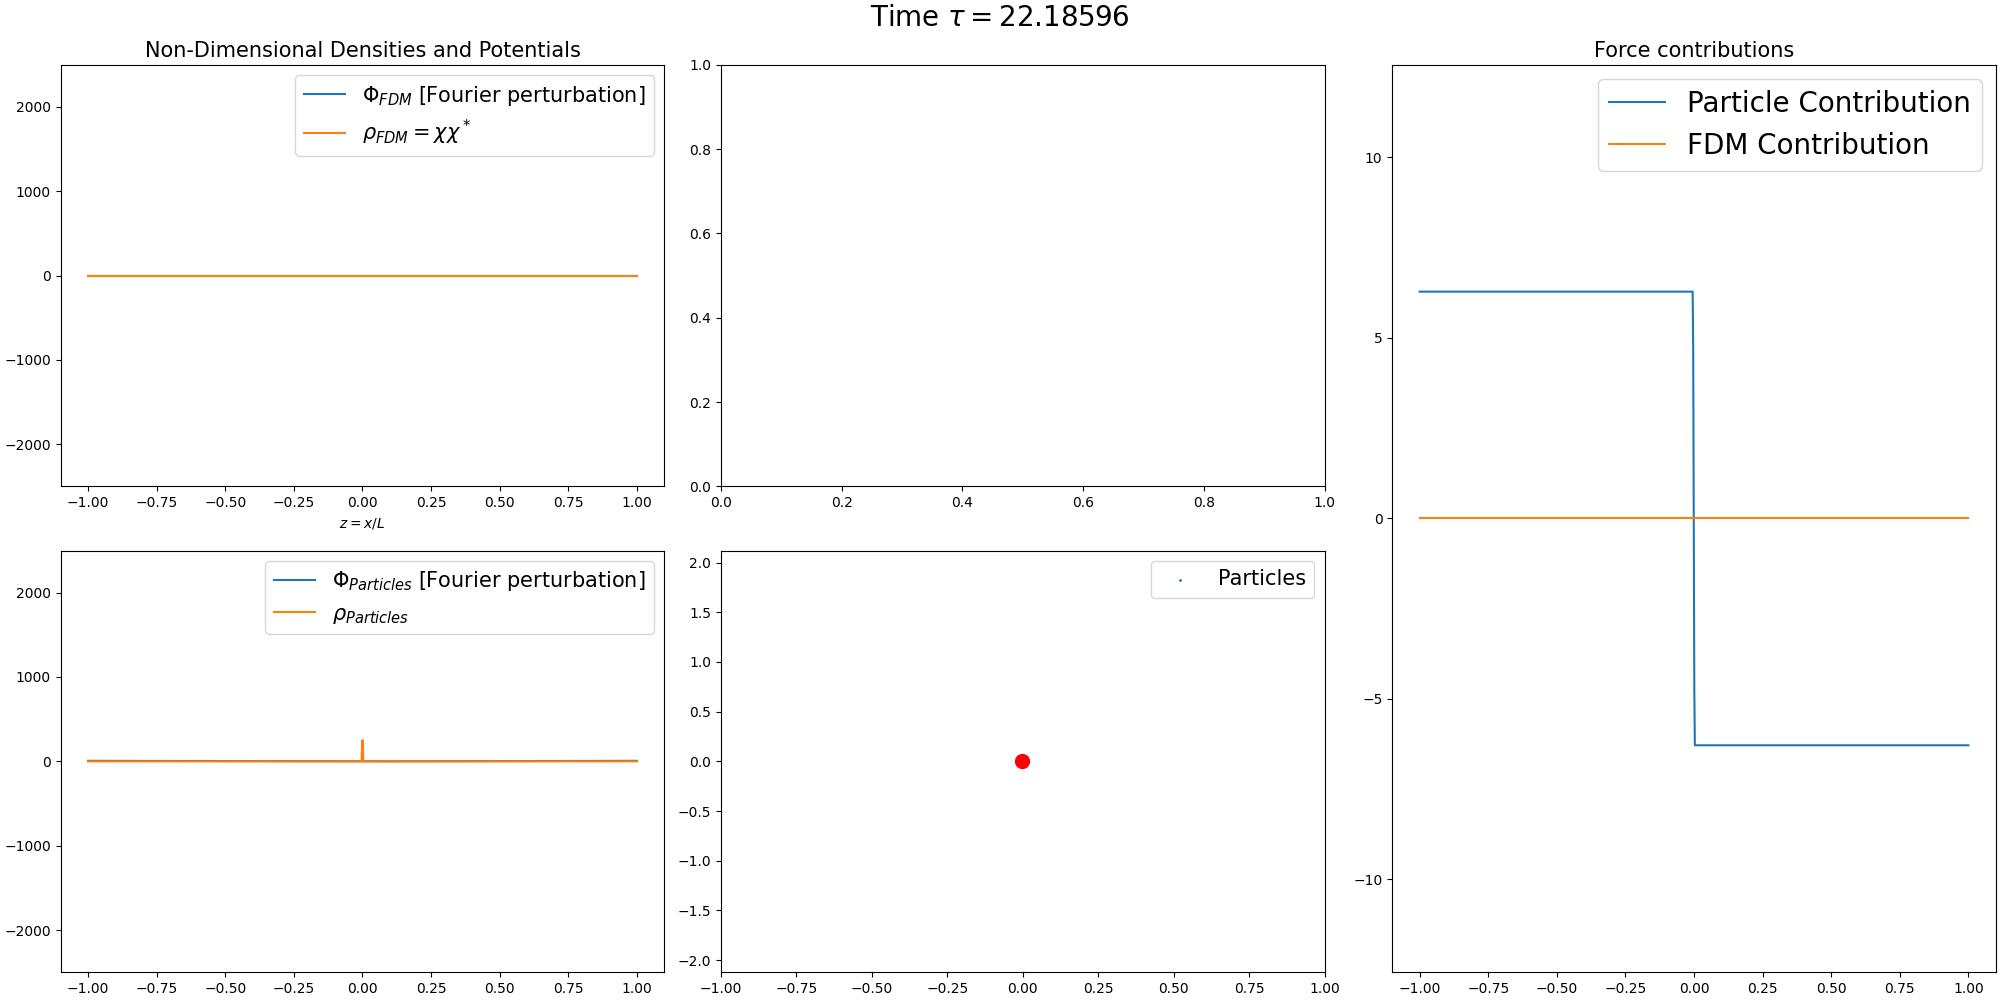 Time τ = 22.18596
Non-Dimensional Densities and Potentials
Φ_FDM [Fourier perturbation]
ρ_FDM = χχ*
2000
1000
0
−1000
−2000
−1.00 −0.75 −0.50 −0.25 0.00 0.25 0.50 0.75 1.00
z = x/L
1.0
0.8
0.6
0.4
0.2
0.0
0.0 0.2 0.4 0.6 0.8 1.0
Force contributions
Particle Contribution
FDM Contribution
10
5
0
−5
−10
−1.00 −0.75 −0.50 −0.25 0.00 0.25 0.50 0.75 1.00
Φ_Particles [Fourier perturbation]
ρ_Particles
2000
1000
0
−1000
−2000
−1.00 −0.75 −0.50 −0.25 0.00 0.25 0.50 0.75 1.00
Particles
2.0
1.5
1.0
0.5
0.0
−0.5
−1.0
−1.5
−2.0
−1.00 −0.75 −0.50 −0.25 0.00 0.25 0.50 0.75 1.00